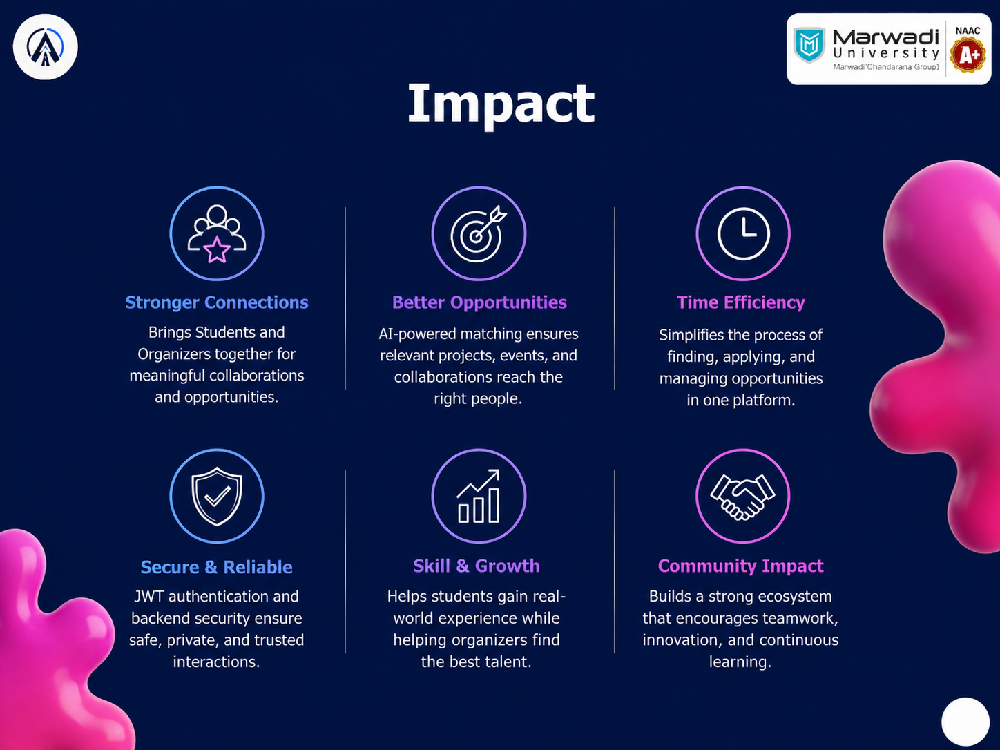 Marwadi
University
Marwadi Chandarana Group
NAAC
A+
Impact
Stronger Connections
Brings Students and
Organizers together for
meaningful collaborations
and opportunities.
Better Opportunities
AI-powered matching ensures
relevant projects, events, and
collaborations reach the
right people.
Time Efficiency
Simplifies the process of
finding, applying, and
managing opportunities
in one platform.
Secure & Reliable
JWT authentication and
backend security ensure
safe, private, and trusted
interactions.
Skill & Growth
Helps students gain real-
world experience while
helping organizers find
the best talent.
Community Impact
Builds a strong ecosystem
that encourages teamwork,
innovation, and continuous
learning.